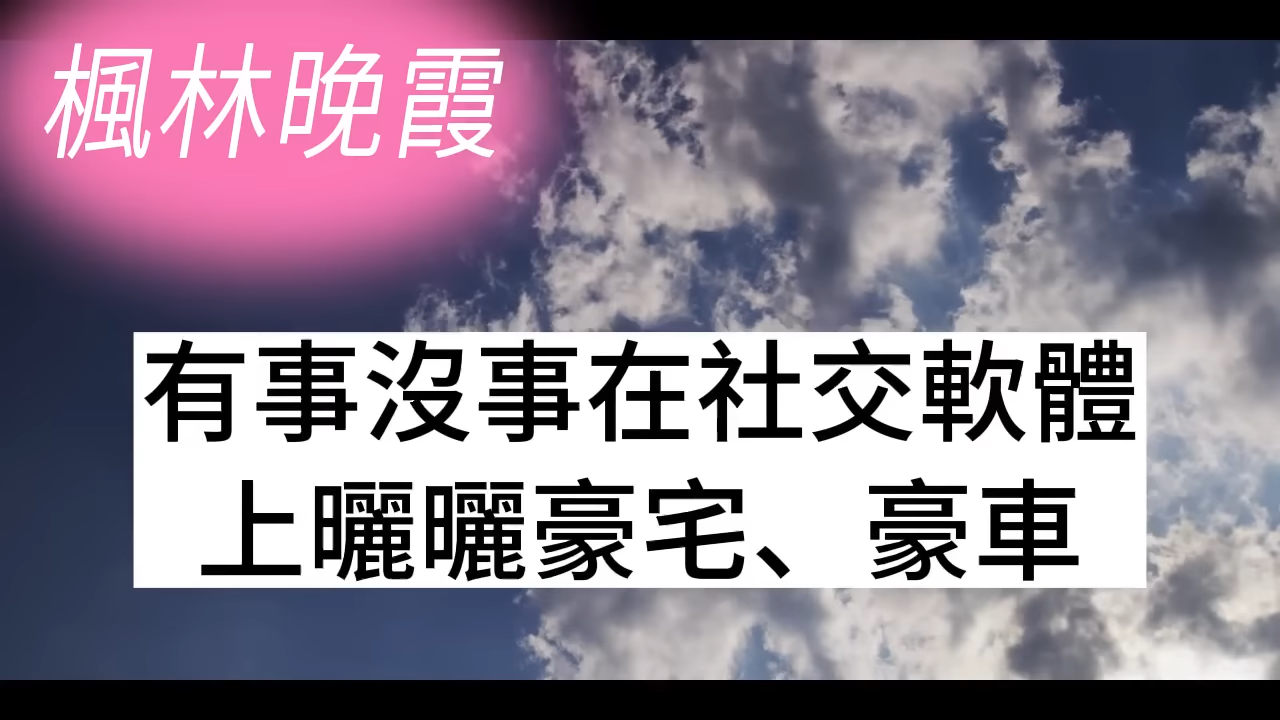 楓林晚霞
有事沒事在社交軟體
上曬曬豪宅、豪車